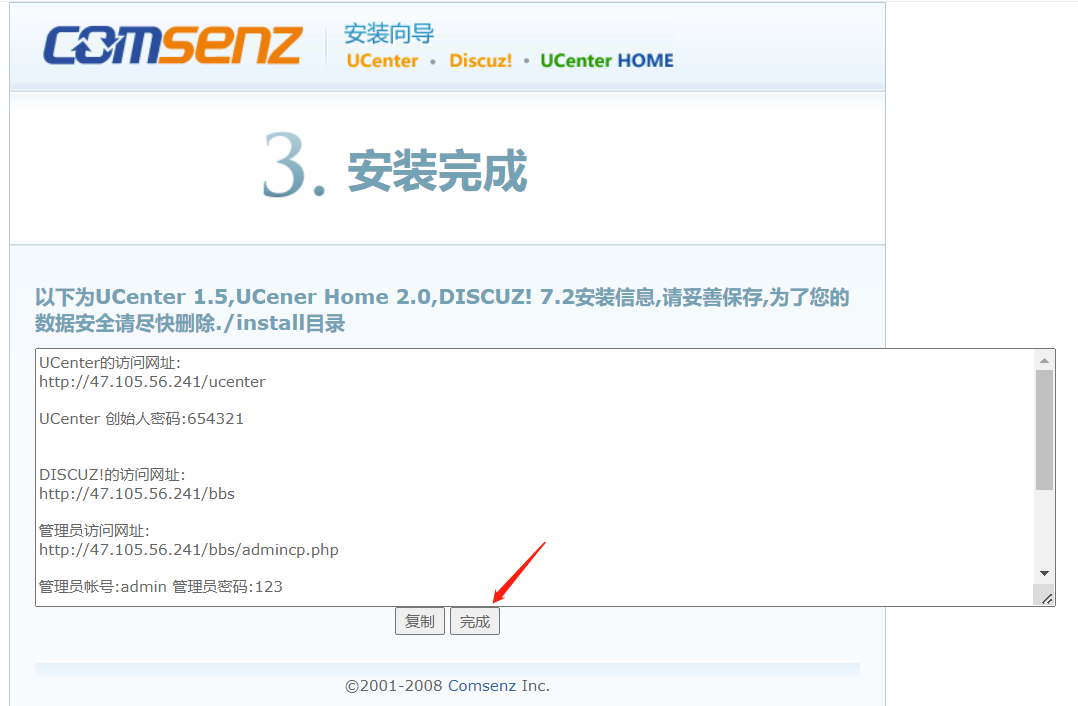 COMSENZ
安装向导
UCenter • Discuz! • UCenter HOME
3. 安装完成
以下为UCenter 1.5,UCener Home 2.0,DISCUZ! 7.2安装信息,请妥善保存,为了您的
数据安全请尽快删除./install目录
UCenter的访问网址:
http://47.105.56.241/ucenter
UCenter 创始人密码:654321
DISCUZ!的访问网址:
http://47.105.56.241/bbs
管理员访问网址:
http://47.105.56.241/bbs/admincp.php
管理员帐号:admin 管理员密码:123
复制 完成
©2001-2008 Comsenz Inc.